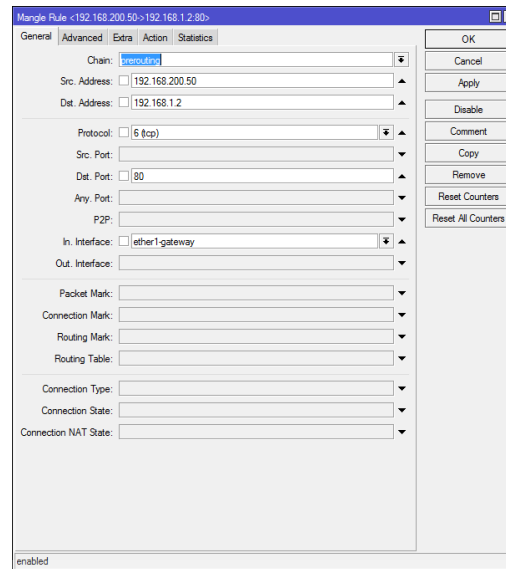 Mangle Rule <192.168.200.50->192.168.1.2:80>
General Advanced Extra Action Statistics
Chain: prerouting
Src. Address: 192.168.200.50
Dst. Address: 192.168.1.2
Protocol: 6 (tcp)
Src. Port:
Dst. Port: 80
Any. Port:
P2P:
In. Interface: ether1-gateway
Out. Interface:
Packet Mark:
Connection Mark:
Routing Mark:
Routing Table:
Connection Type:
Connection State:
Connection NAT State:
OK
Cancel
Apply
Disable
Comment
Copy
Remove
Reset Counters
Reset All Counters
enabled